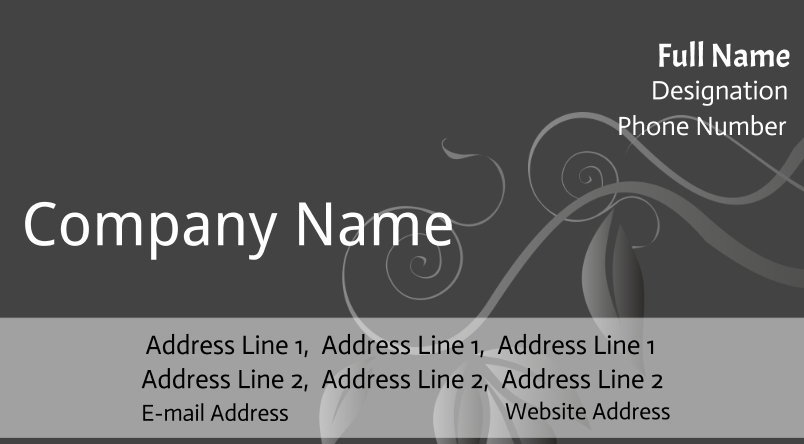 Full Name
Designation
Phone Number
Company Name
Address Line 1, Address Line 1, Address Line 1
Address Line 2, Address Line 2, Address Line 2
E-mail Address Website Address